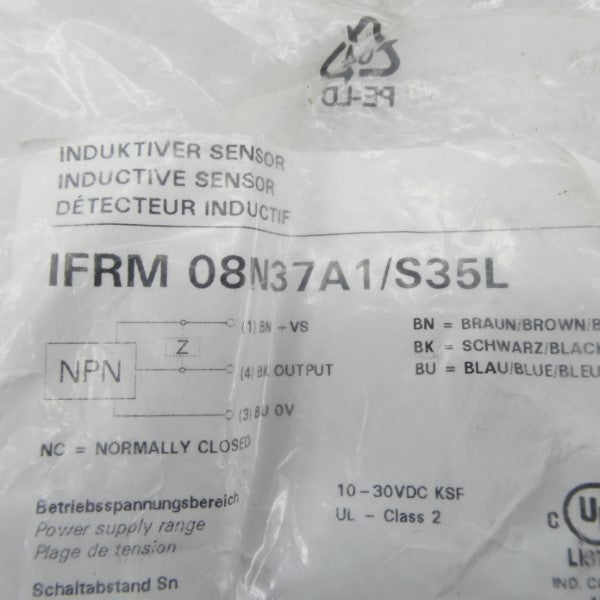 PE-LD
INDUKTIVER SENSOR
INDUCTIVE SENSOR
DÉTECTEUR INDUCTIF
IFRM 08N37A1/S35L
(1) BN +VS
Z
NPN
(4) BK OUTPUT
(3) BU 0V
BN = BRAUN/BROWN/
BK = SCHWARZ/BLACK
BU = BLAU/BLUE/BLEU
NC = NORMALLY CLOSED
Betriebsspannungsbereich
Power supply range
Plage de tension
10-30VDC KSF
UL - Class 2
Schaltabstand Sn
C